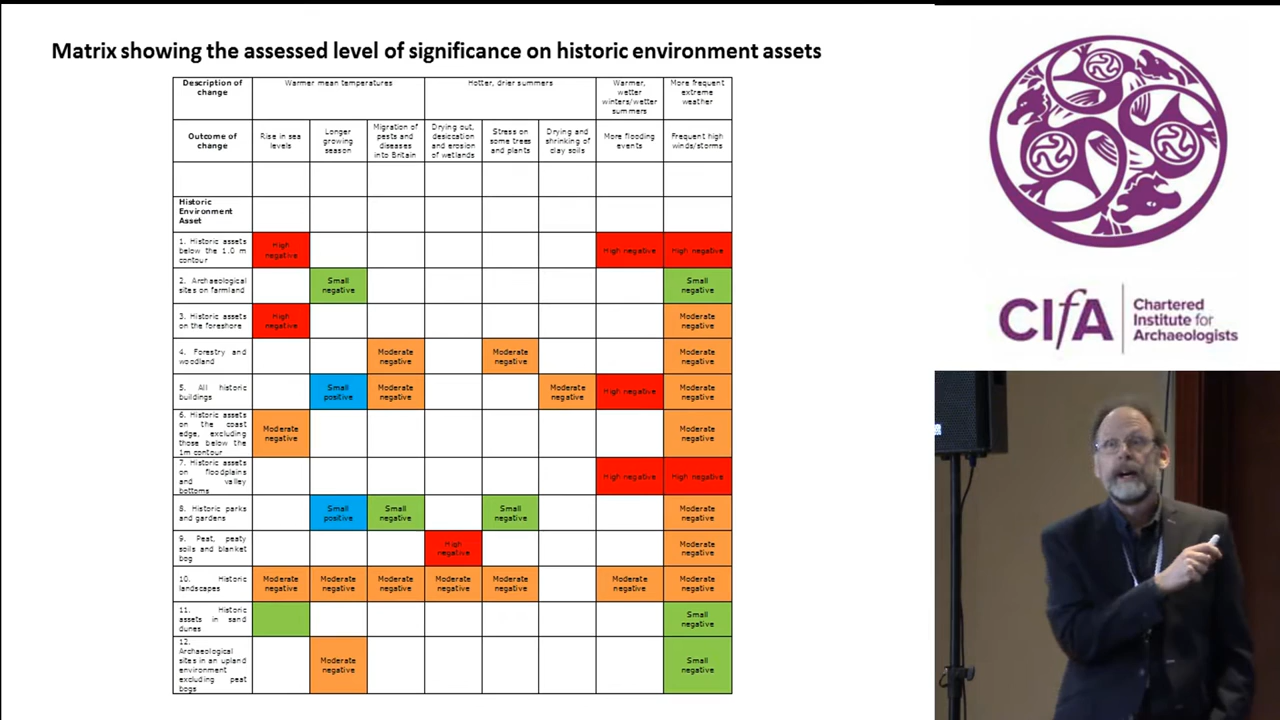 Matrix showing the assessed level of significance on historic environment assets
Description of
change
Warmer mean temperatures
Hotter, drier summers
Warmer,
wetter
winters/wetter
summers
More frequent
extreme
weather
Outcome of
change
Rise in sea
levels
Longer
growing
season
Migration of
pests and
diseases
into Britain
Drying out,
desiccation
and erosion
of wetlands
Stress on
some trees
and plants
Drying and
shrinking of
clay soils
More flooding
events
Frequent high
winds/storms
Historic
Environment
Asset
1. Historic assets
below the 1.0 m
contour
High
negative
High negative
High negative
2. Archaeological
sites on farmland
Small
negative
Small
negative
3. Historic assets
on the foreshore
High
negative
Moderate
negative
4. Forestry and
woodland
Moderate
negative
Moderate
negative
Moderate
negative
5. All historic
buildings
Small
positive
Moderate
negative
Moderate
negative
High negative
Moderate
negative
6. Historic assets
on the coast
edge, excluding
those below the
1m contour
Moderate
negative
Moderate
negative
7. Historic assets
on floodplains
and valley
bottoms
High negative
High negative
8. Historic parks
and gardens
Small
positive
Small
negative
Small
negative
Moderate
negative
9. Peat, peaty
soils and blanket
bog
High
negative
Moderate
negative
10. Historic
landscapes
Moderate
negative
Moderate
negative
Moderate
negative
Moderate
negative
Moderate
negative
Moderate
negative
Moderate
negative
11. Historic
assets in sand
dunes
Small
negative
12.
Archaeological
sites in an upland
environment
excluding peat
bogs
Moderate
negative
Small
negative
CIfA
Chartered
Institute for
Archaeologists